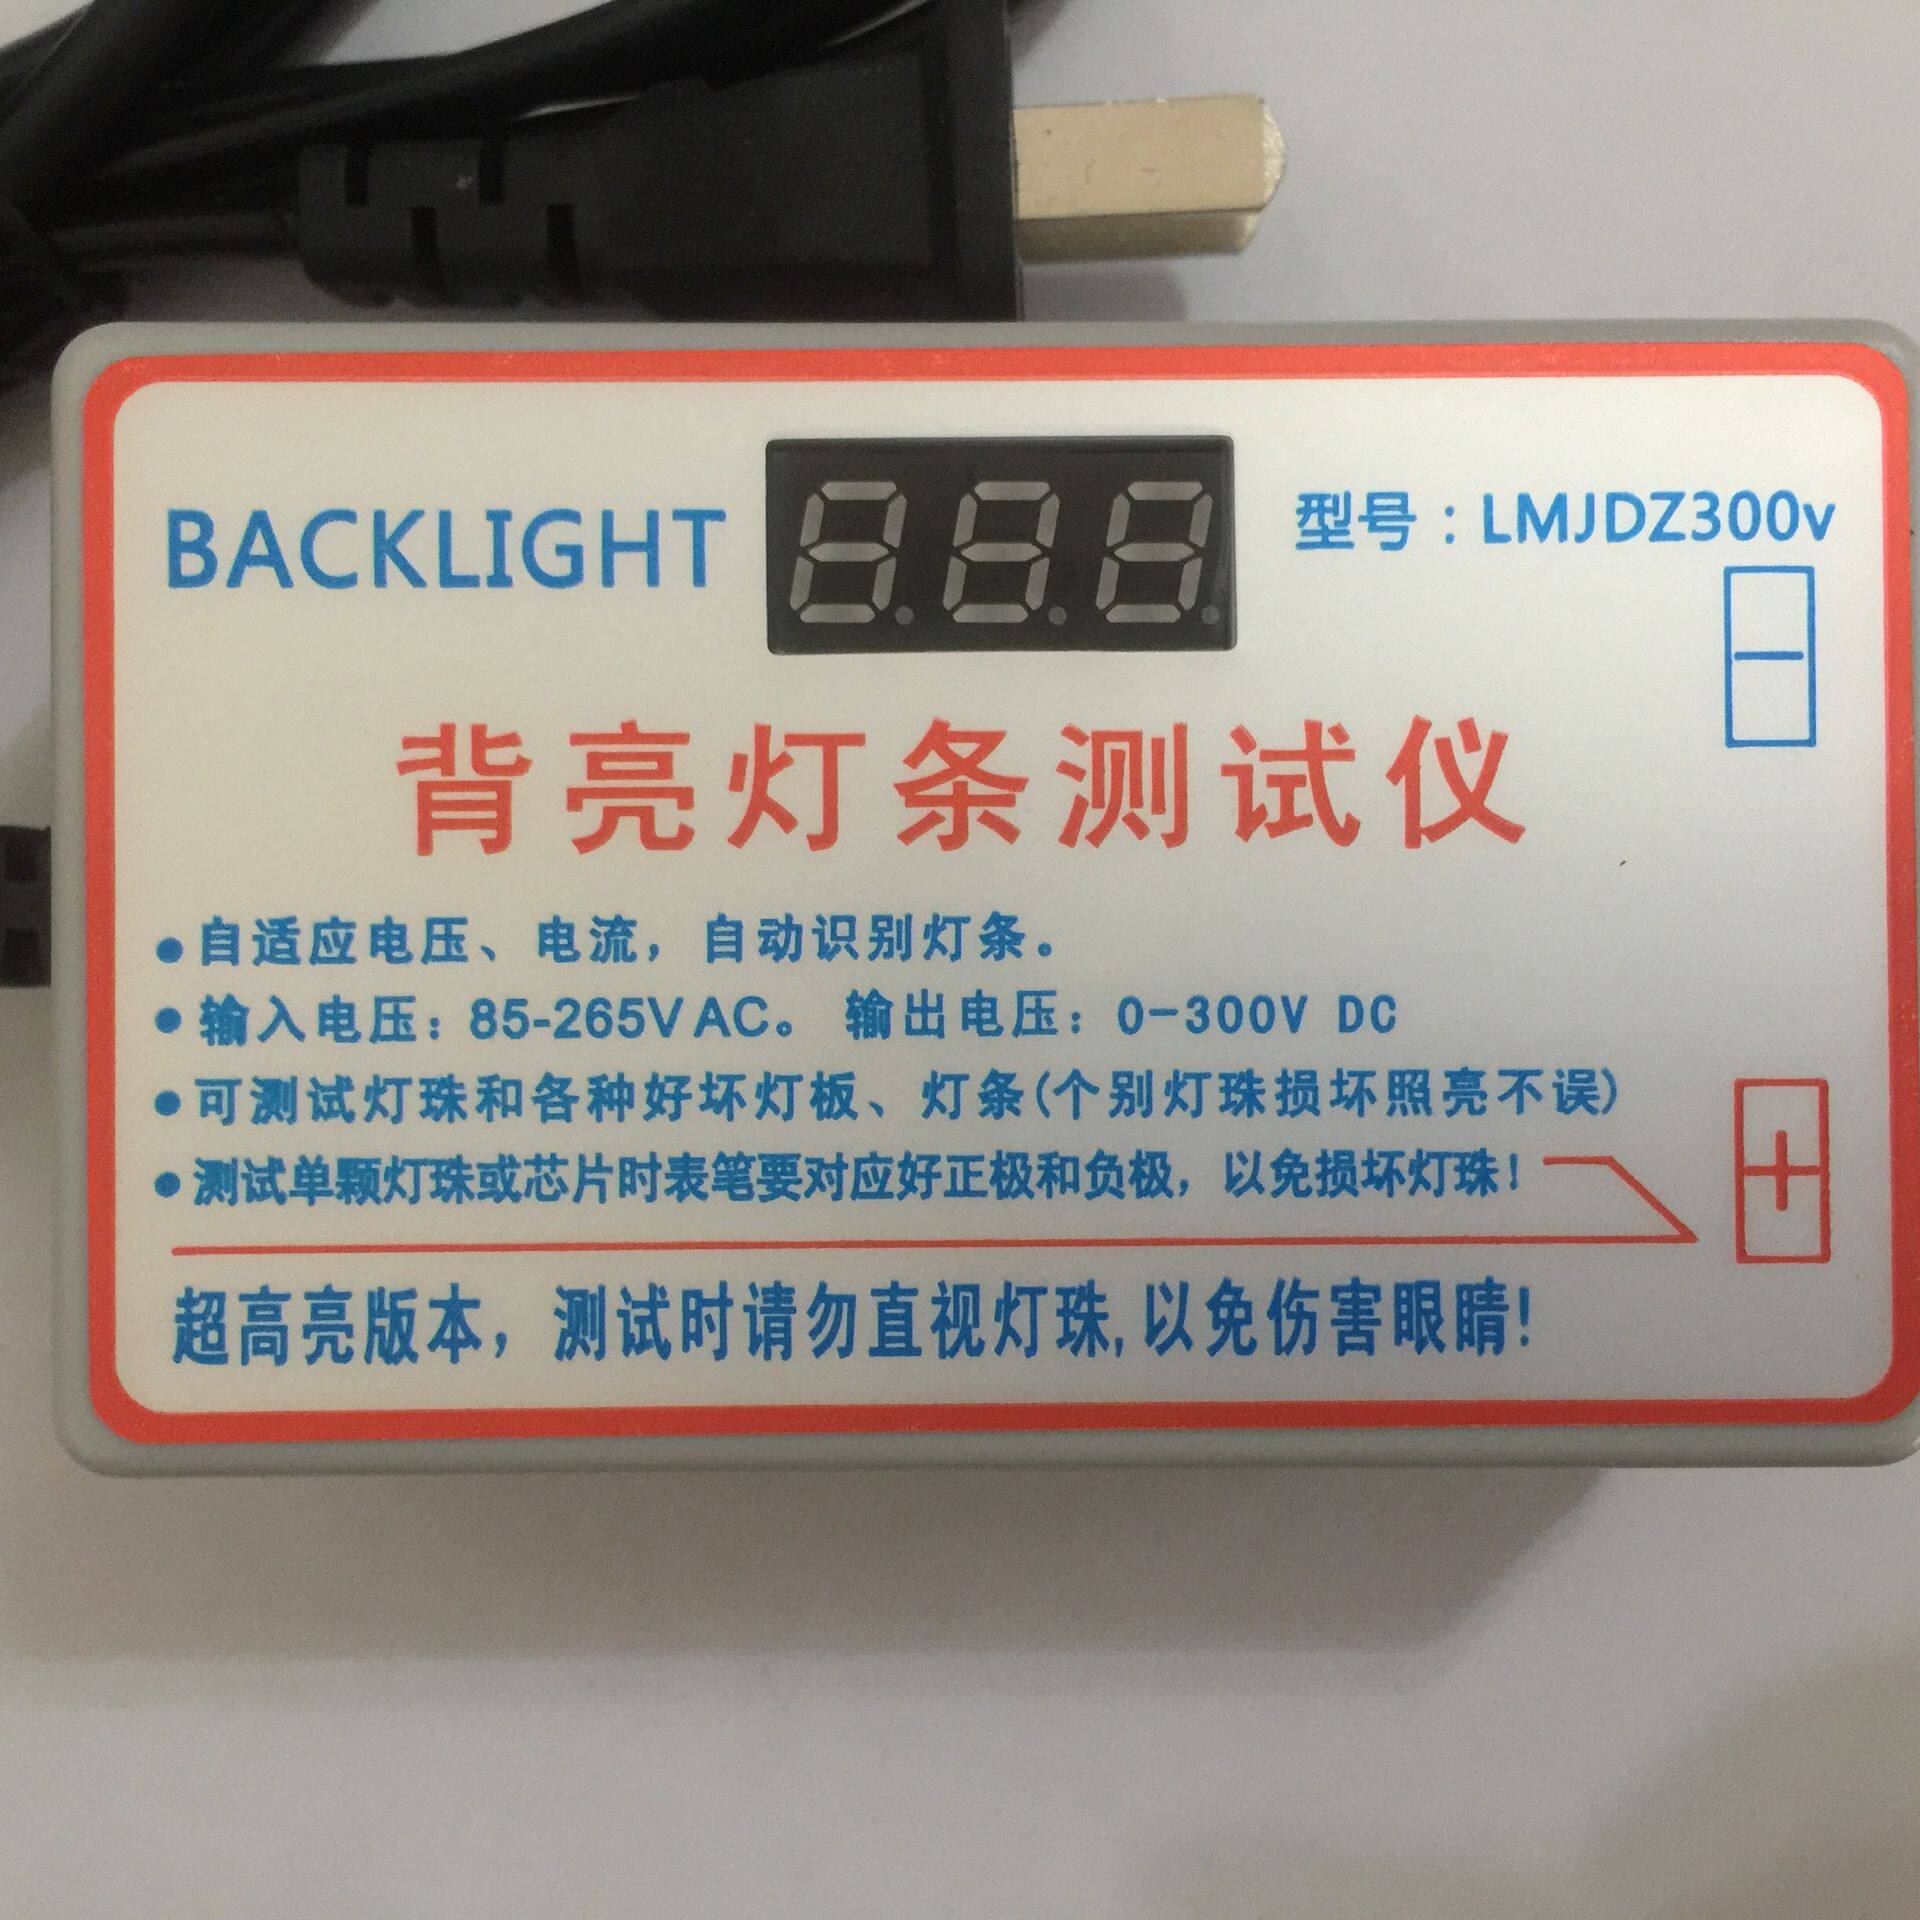 BACKLIGHT
型号：LMJDZ300v
背亮灯条测试仪
●自适应电压、电流，自动识别灯条。
●输入电压：85-265V AC。 输出电压：0-300V DC
●可测试灯珠和各种好坏灯板、灯条(个别灯珠损坏照亮不误)
●测试单颗灯珠或芯片时表笔要对应好正极和负极，以免损坏灯珠！
超高亮版本，测试时请勿直视灯珠,以免伤害眼睛!
−
+